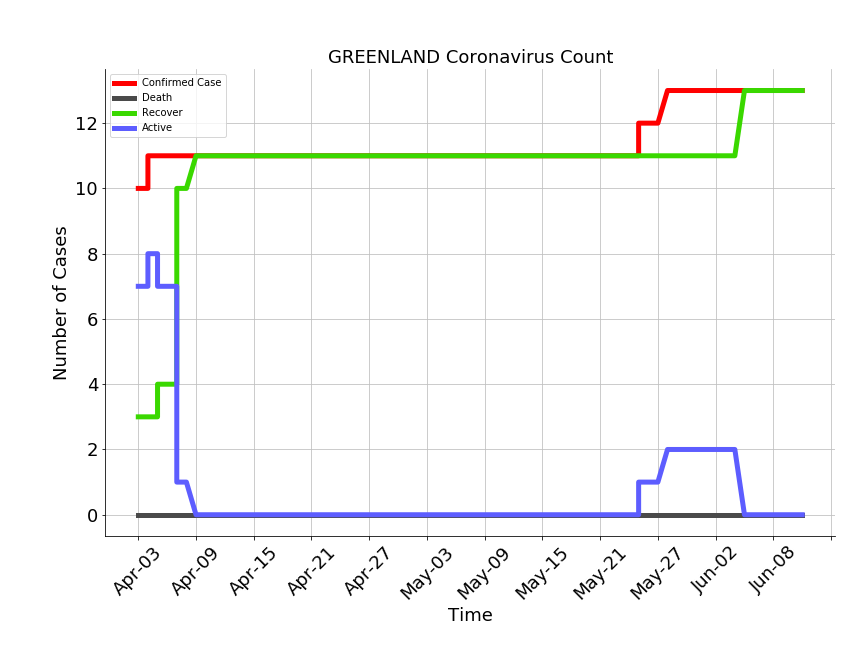 GREENLAND Coronavirus Count
Confirmed Case
Death
Recover
Active
Number of Cases
12
10
8
6
4
2
0
Apr-03
Apr-09
Apr-15
Apr-21
Apr-27
May-03
May-09
May-15
May-21
May-27
Jun-02
Jun-08
Time